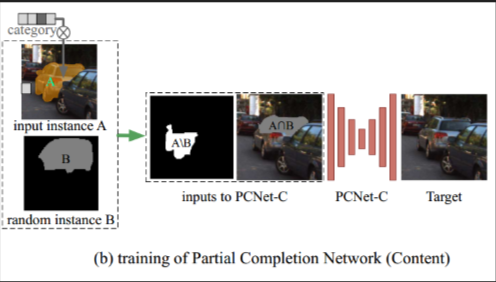 category
A
input instance A
B
random instance B
A\B
A∩B
inputs to PCNet-C
PCNet-C
Target
(b) training of Partial Completion Network (Content)